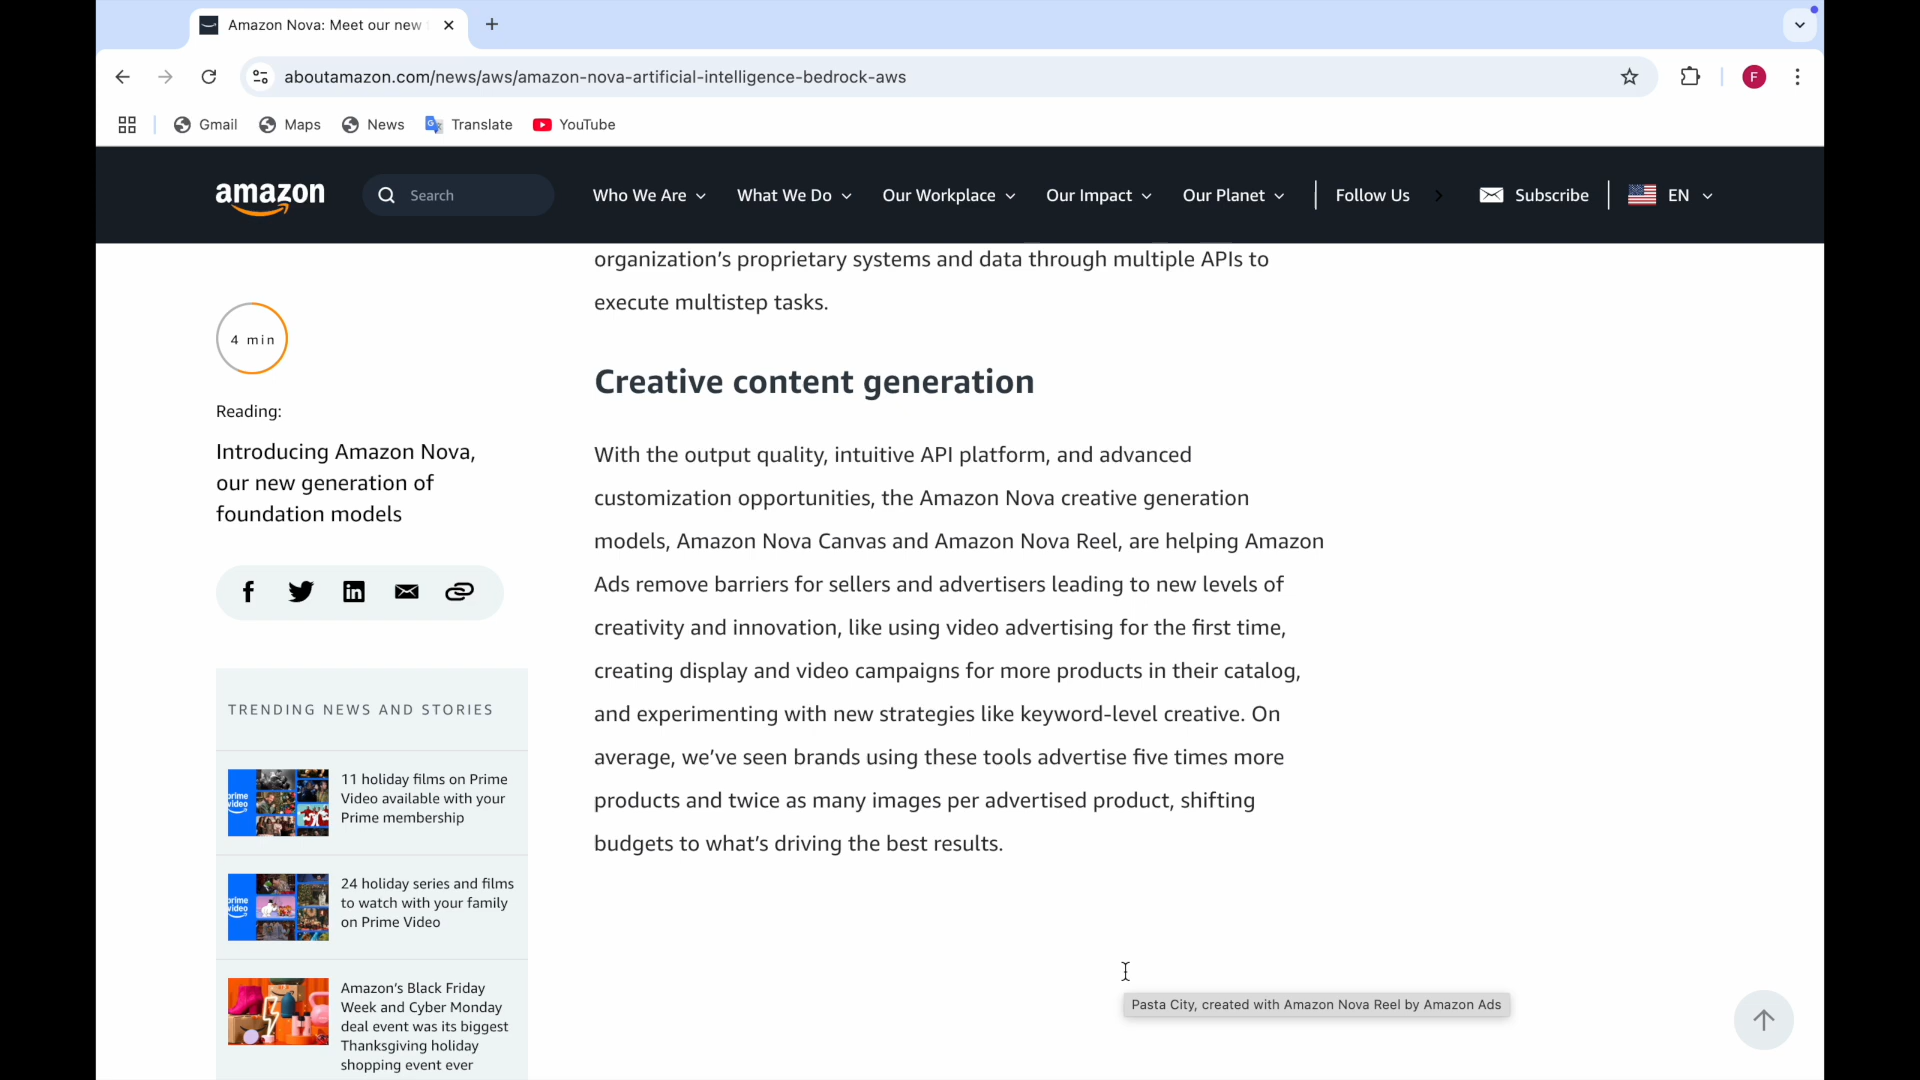 Amazon Nova: Meet our new
aboutamazon.com/news/aws/amazon-nova-artificial-intelligence-bedrock-aws
F
Gmail
Maps
News
Translate
YouTube
amazon
Search
Who We Are
What We Do
Our Workplace
Our Impact
Our Planet
Follow Us
Subscribe
EN
4 min
Reading:
Introducing Amazon Nova,
our new generation of
foundation models
TRENDING NEWS AND STORIES
prime
video
11 holiday films on Prime
Video available with your
Prime membership
prime
video
24 holiday series and films
to watch with your family
on Prime Video
Amazon’s Black Friday
Week and Cyber Monday
deal event was its biggest
Thanksgiving holiday
shopping event ever
organization’s proprietary systems and data through multiple APIs to
execute multistep tasks.
Creative content generation
With the output quality, intuitive API platform, and advanced
customization opportunities, the Amazon Nova creative generation
models, Amazon Nova Canvas and Amazon Nova Reel, are helping Amazon
Ads remove barriers for sellers and advertisers leading to new levels of
creativity and innovation, like using video advertising for the first time,
creating display and video campaigns for more products in their catalog,
and experimenting with new strategies like keyword-level creative. On
average, we’ve seen brands using these tools advertise five times more
products and twice as many images per advertised product, shifting
budgets to what’s driving the best results.
Pasta City, created with Amazon Nova Reel by Amazon Ads